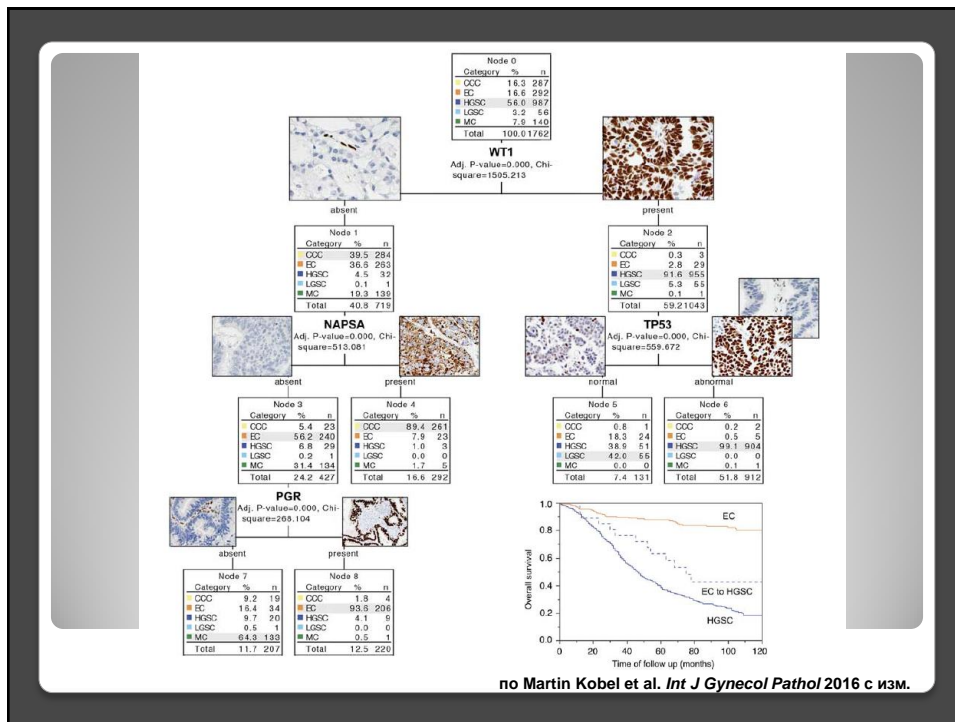 Node 0
Category % n
CCC 16.3 287
EC 16.6 292
HGSC 56.0 987
LGSC 3.2 56
MC 7.9 140
Total 100.0 1762
WT1
Adj. P-value=0.000, Chi-
square=1505.213
absent
present
Node 1
Category % n
CCC 39.5 284
EC 36.6 263
HGSC 4.5 32
LGSC 0.1 1
MC 19.3 139
Total 40.8 719
Node 2
Category % n
CCC 0.3 3
EC 2.8 29
HGSC 91.6 955
LGSC 5.3 55
MC 0.1 1
Total 59.2 1043
NAPSA
Adj. P-value=0.000, Chi-
square=513.081
absent
present
TP53
Adj. P-value=0.000, Chi-
square=559.672
normal
abnormal
Node 3
Category % n
CCC 5.4 23
EC 56.2 240
HGSC 6.8 29
LGSC 0.2 1
MC 31.4 134
Total 24.2 427
Node 4
Category % n
CCC 89.4 261
EC 7.9 23
HGSC 1.0 3
LGSC 0.0 0
MC 1.7 5
Total 16.6 292
Node 5
Category % n
CCC 0.8 1
EC 18.3 24
HGSC 38.9 51
LGSC 42.0 55
MC 0.0 0
Total 7.4 131
Node 6
Category % n
CCC 0.2 2
EC 0.5 5
HGSC 99.1 904
LGSC 0.0 0
MC 0.1 1
Total 51.8 912
PGR
Adj. P-value=0.000, Chi-
square=268.104
absent
present
Node 7
Category % n
CCC 9.2 19
EC 16.4 34
HGSC 9.7 20
LGSC 0.5 1
MC 64.3 133
Total 11.7 207
Node 8
Category % n
CCC 1.8 4
EC 93.6 206
HGSC 4.1 9
LGSC 0.0 0
MC 0.5 1
Total 12.5 220
Overall survival
1.0
0.8
0.6
0.4
0.2
0.0
EC
EC to HGSC
HGSC
0 20 40 60 80 100 120
Time of follow up (months)
по Martin Kobel et al. Int J Gynecol Pathol 2016 с изм.